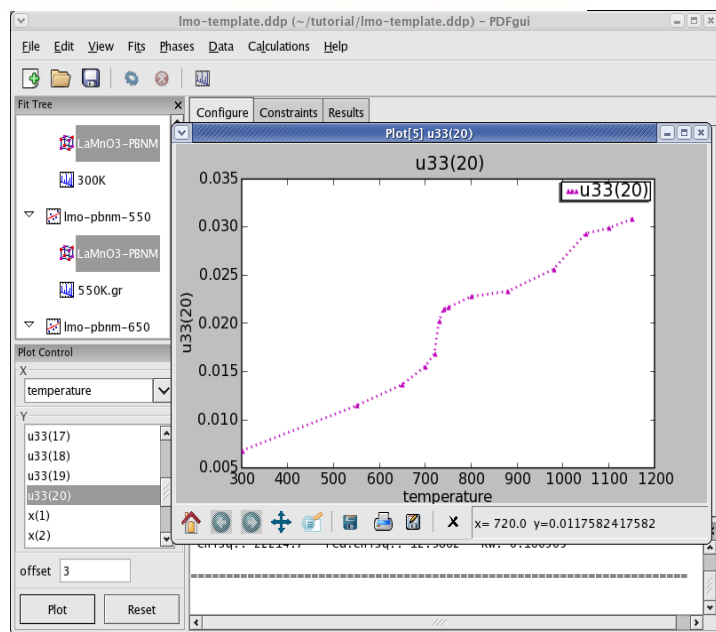 lmo-template.ddp (~/tutorial/lmo-template.ddp) - PDFgui
File Edit View Fits Phases Data Calculations Help
Fit Tree
LaMnO3-PBNM
300K
lmo-pbnm-550
LaMnO3-PBNM
550K.gr
lmo-pbnm-650
Configure Constraints Results
Plot[5] u33(20)
u33(20)
u33(20)
0.035
0.030
0.025
0.020
0.015
0.010
0.005
u33(20)
300 400 500 600 700 800 900 1000 1100 1200
temperature
x= 720.0 y=0.0117582417582
Plot Control
X
temperature
Y
u33(17)
u33(18)
u33(19)
u33(20)
x(1)
x(2)
offset 3
Plot Reset